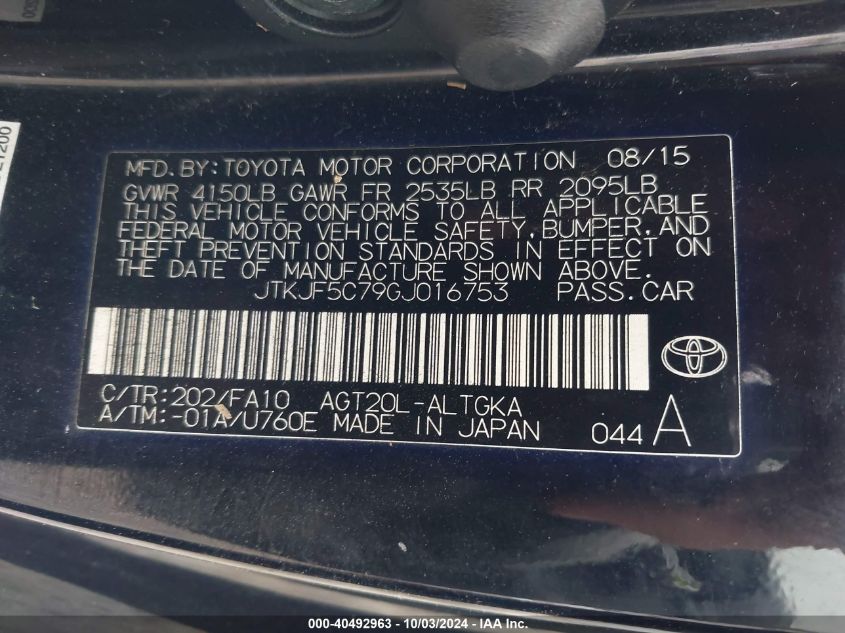 MFD.BY:TOYOTA MOTOR CORPORATION 08/15
GVWR 4150LB GAWR FR 2535LB RR 2095LB
THIS VEHICLE CONFORMS TO ALL APPLICABLE
FEDERAL MOTOR VEHICLE SAFETY,BUMPER,AND
THEFT PREVENTION STANDARDS IN EFFECT ON
THE DATE OF MANUFACTURE SHOWN ABOVE.
JTKJF5C79GJ016753 PASS.CAR
C/TR:202/FA10 AGT20L-ALTGKA
A/TM:-01A/U760E MADE IN JAPAN 044 A
000-40492963 - 10/03/2024 - IAA Inc.